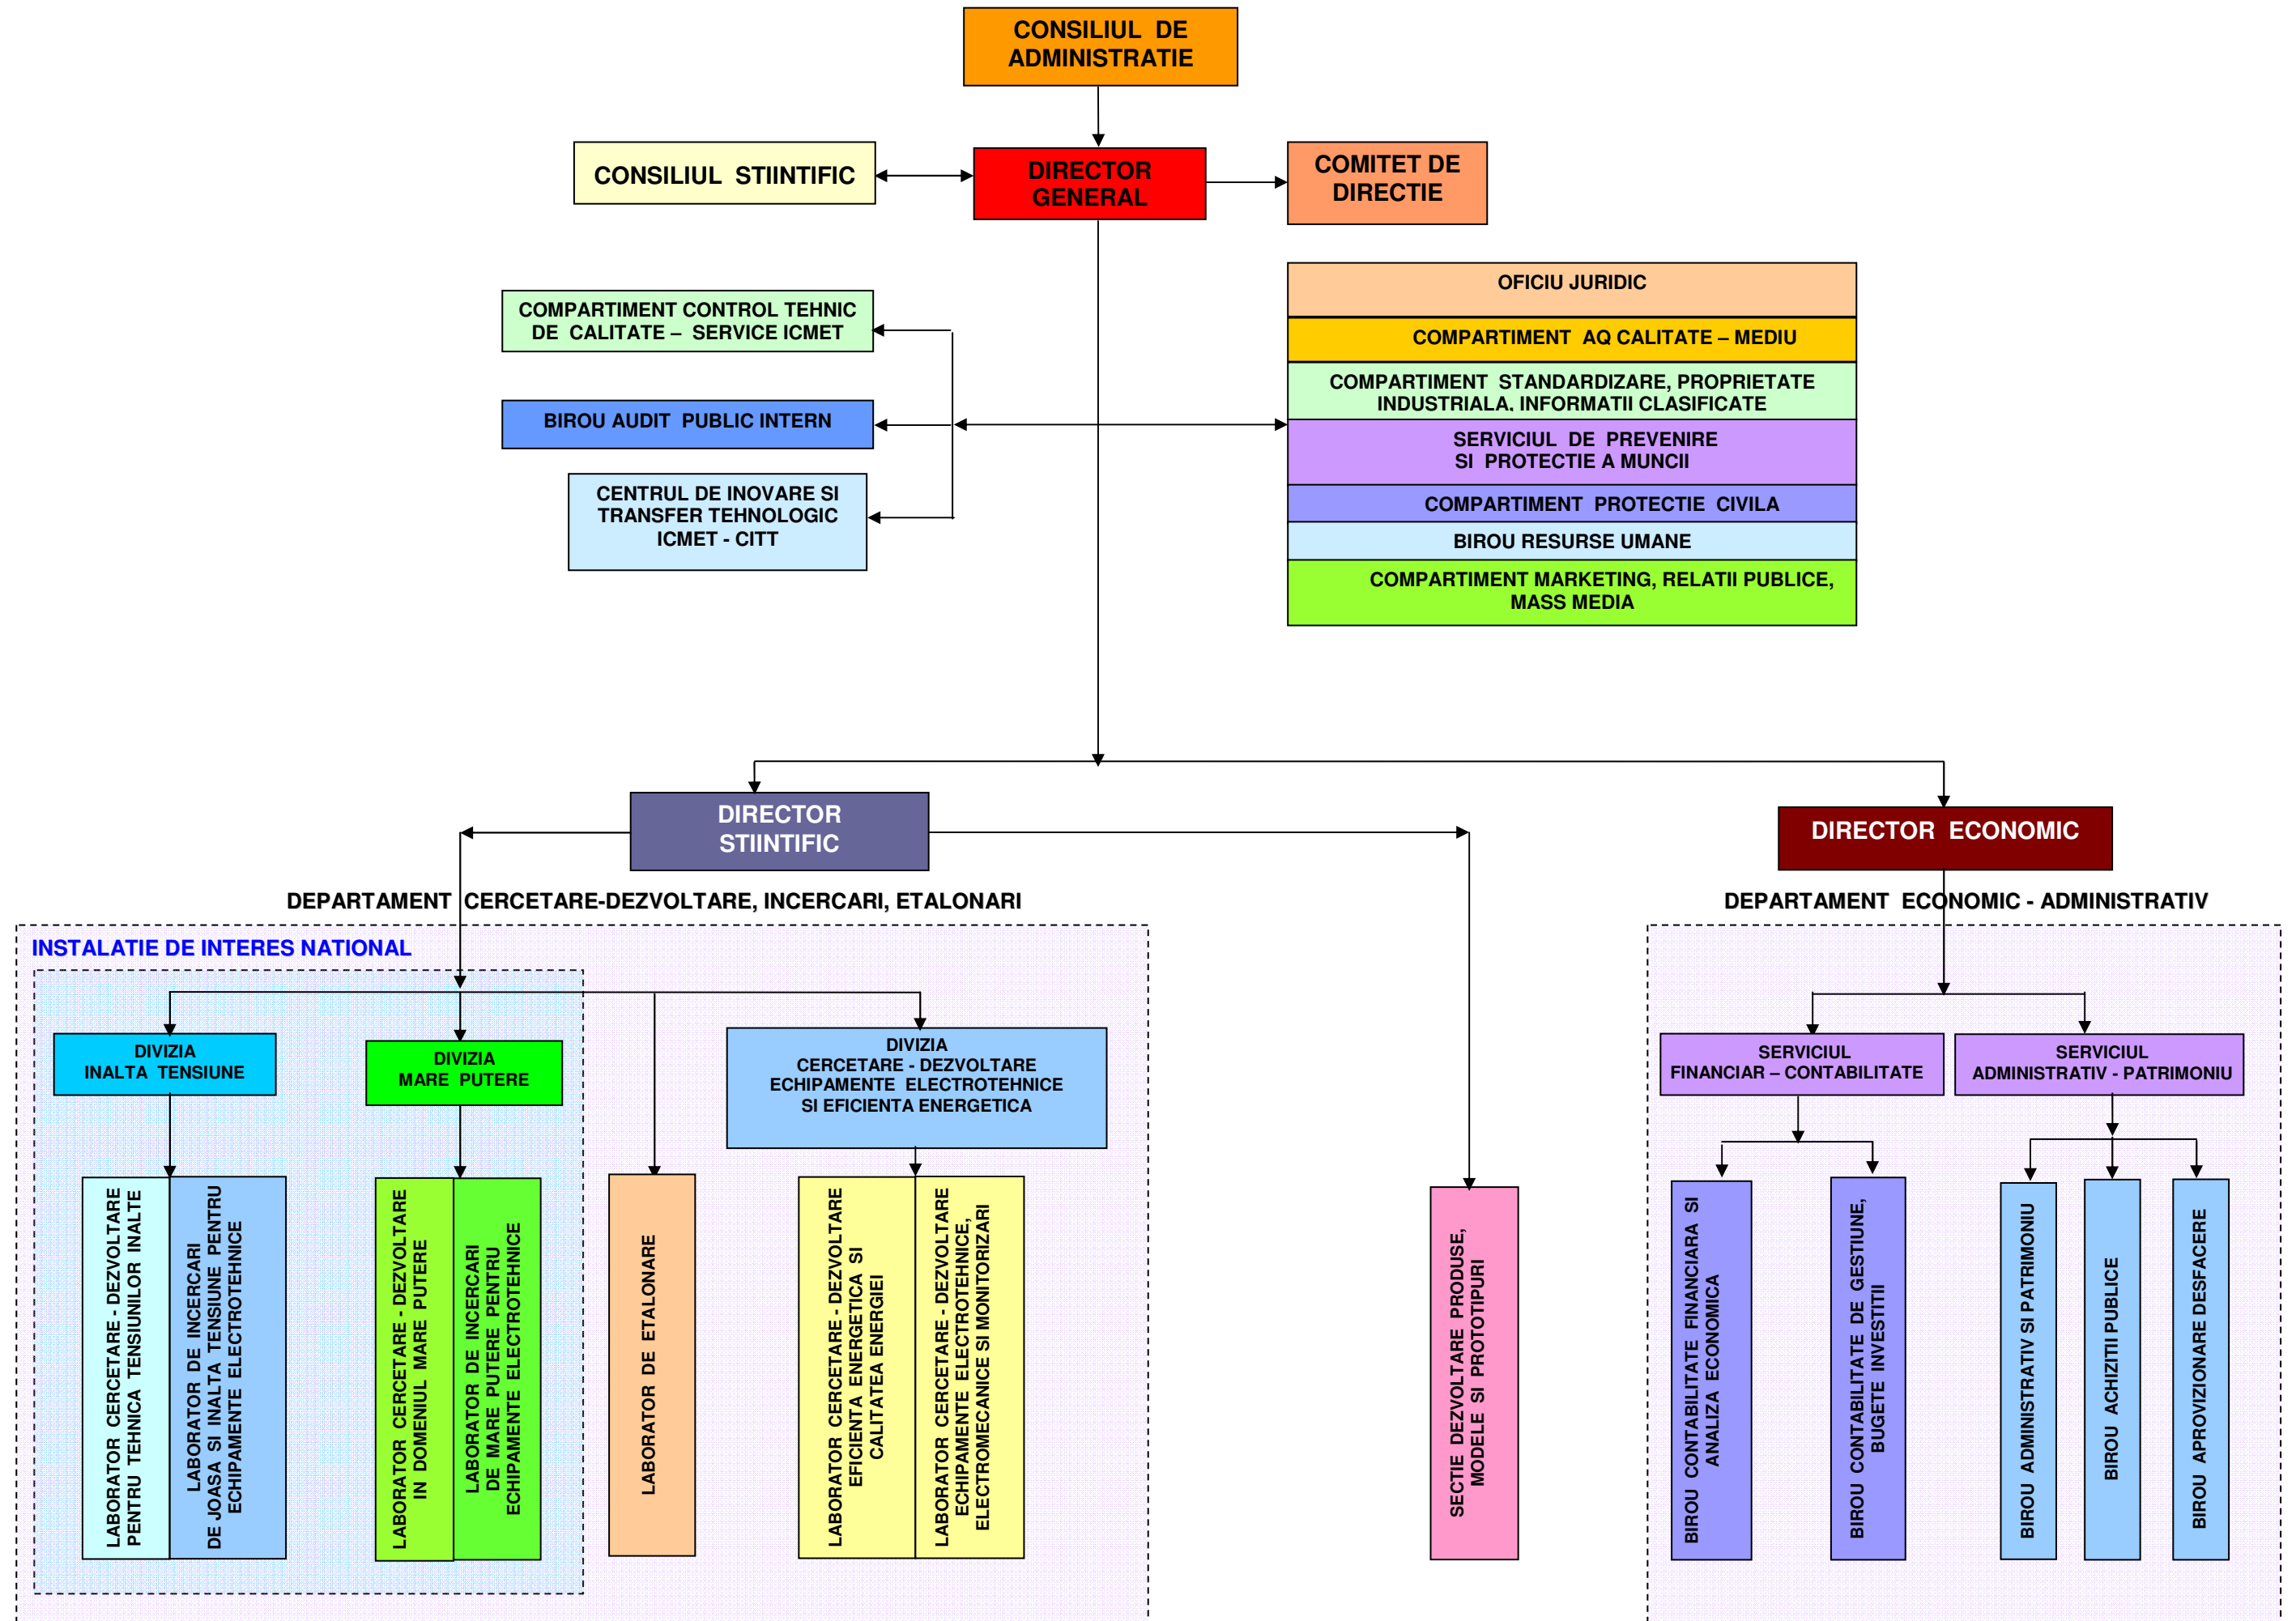 CONSILIUL DE
ADMINISTRATIE
CONSILIUL STIINTIFIC
DIRECTOR
GENERAL
COMITET DE
DIRECTIE
COMPARTIMENT CONTROL TEHNIC
DE CALITATE – SERVICE ICMET
BIROU AUDIT PUBLIC INTERN
CENTRUL DE INOVARE SI
TRANSFER TEHNOLOGIC
ICMET - CITT
OFICIU JURIDIC
COMPARTIMENT AQ CALITATE – MEDIU
COMPARTIMENT STANDARDIZARE, PROPRIETATE
INDUSTRIALA, INFORMATII CLASIFICATE
SERVICIUL DE PREVENIRE
SI PROTECTIE A MUNCII
COMPARTIMENT PROTECTIE CIVILA
BIROU RESURSE UMANE
COMPARTIMENT MARKETING, RELATII PUBLICE,
MASS MEDIA
DIRECTOR
STIINTIFIC
DIRECTOR ECONOMIC
DEPARTAMENT CERCETARE-DEZVOLTARE, INCERCARI, ETALONARI
DEPARTAMENT ECONOMIC - ADMINISTRATIV
INSTALATIE DE INTERES NATIONAL
DIVIZIA
INALTA TENSIUNE
DIVIZIA
MARE PUTERE
DIVIZIA
CERCETARE - DEZVOLTARE
ECHIPAMENTE ELECTROTEHNICE
SI EFICIENTA ENERGETICA
SERVICIUL
FINANCIAR – CONTABILITATE
SERVICIUL
ADMINISTRATIV - PATRIMONIU
LABORATOR CERCETARE - DEZVOLTARE
PENTRU TEHNICA TENSIUNILOR INALTE
LABORATOR DE INCERCARI
DE JOASA SI INALTA TENSIUNE PENTRU
ECHIPAMENTE ELECTROTEHNICE
LABORATOR CERCETARE - DEZVOLTARE
IN DOMENIUL MARE PUTERE
LABORATOR DE INCERCARI
DE MARE PUTERE PENTRU
ECHIPAMENTE ELECTROTEHNICE
LABORATOR DE ETALONARE
LABORATOR CERCETARE - DEZVOLTARE
EFICIENTA ENERGETICA SI
CALITATEA ENERGIEI
LABORATOR CERCETARE - DEZVOLTARE
ECHIPAMENTE ELECTROTEHNICE,
ELECTROMECANICE SI MONITORIZARI
SECTIE DEZVOLTARE PRODUSE,
MODELE SI PROTOTIPURI
BIROU CONTABILITATE FINANCIARA SI
ANALIZA ECONOMICA
BIROU CONTABILITATE DE GESTIUNE,
BUGETE INVESTITII
BIROU ADMINISTRATIV SI PATRIMONIU
BIROU ACHIZITII PUBLICE
BIROU APROVIZIONARE DESFACERE